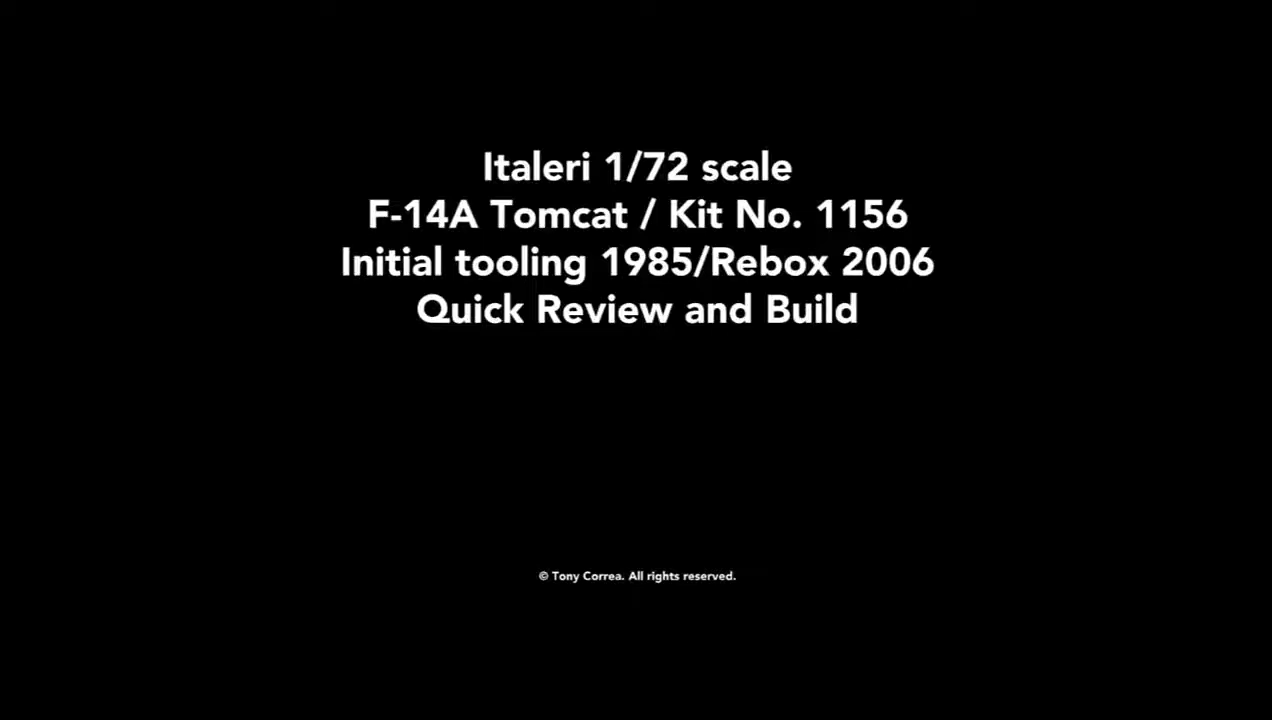 Italeri 1/72 scale
F-14A Tomcat / Kit No. 1156
Initial tooling 1985/Rebox 2006
Quick Review and Build
© Tony Correa. All rights reserved.